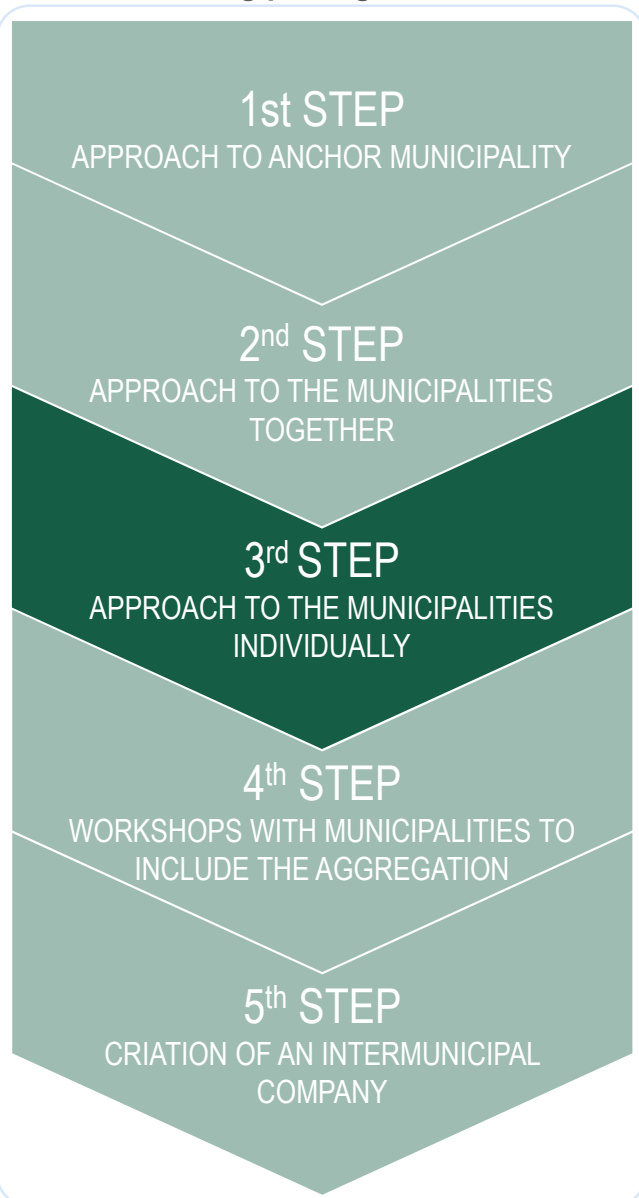 1st STEP
APPROACH TO ANCHOR MUNICIPALITY
2nd STEP
APPROACH TO THE MUNICIPALITIES
TOGETHER
3rd STEP
APPROACH TO THE MUNICIPALITIES
INDIVIDUALLY
4th STEP
WORKSHOPS WITH MUNICIPALITIES TO
INCLUDE THE AGGREGATION
5th STEP
CRIATION OF AN INTERMUNICIPAL
COMPANY